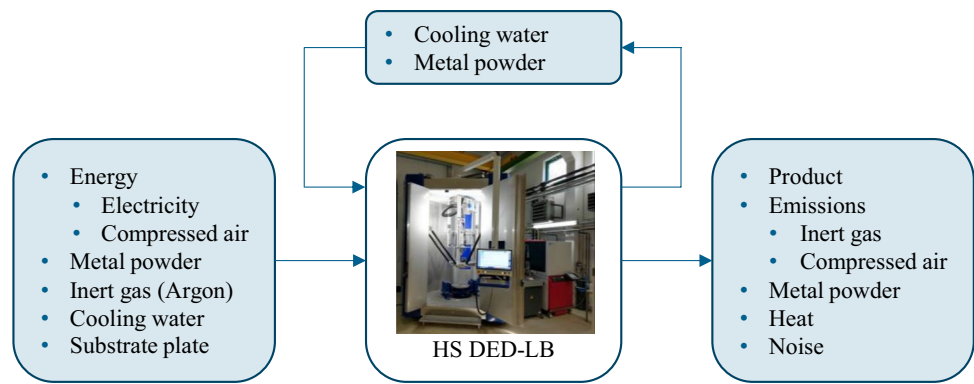 • Cooling water
• Metal powder
• Energy
• Electricity
• Compressed air
• Metal powder
• Inert gas (Argon)
• Cooling water
• Substrate plate
HS DED-LB
• Product
• Emissions
• Inert gas
• Compressed air
• Metal powder
• Heat
• Noise